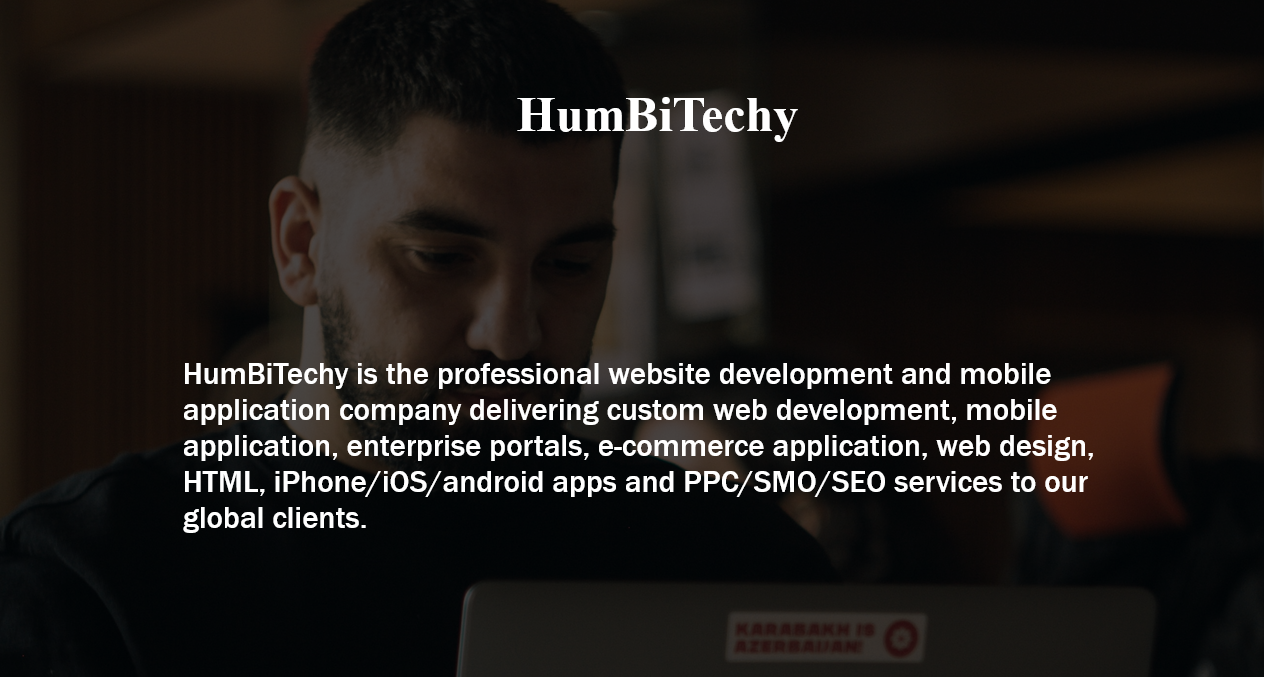 HumBiTechy
HumBiTechy is the professional website development and mobile
application company delivering custom web development, mobile
application, enterprise portals, e-commerce application, web design,
HTML, iPhone/iOS/android apps and PPC/SMO/SEO services to our
global clients.
KARABAKH IS
AZERBAIJAN!